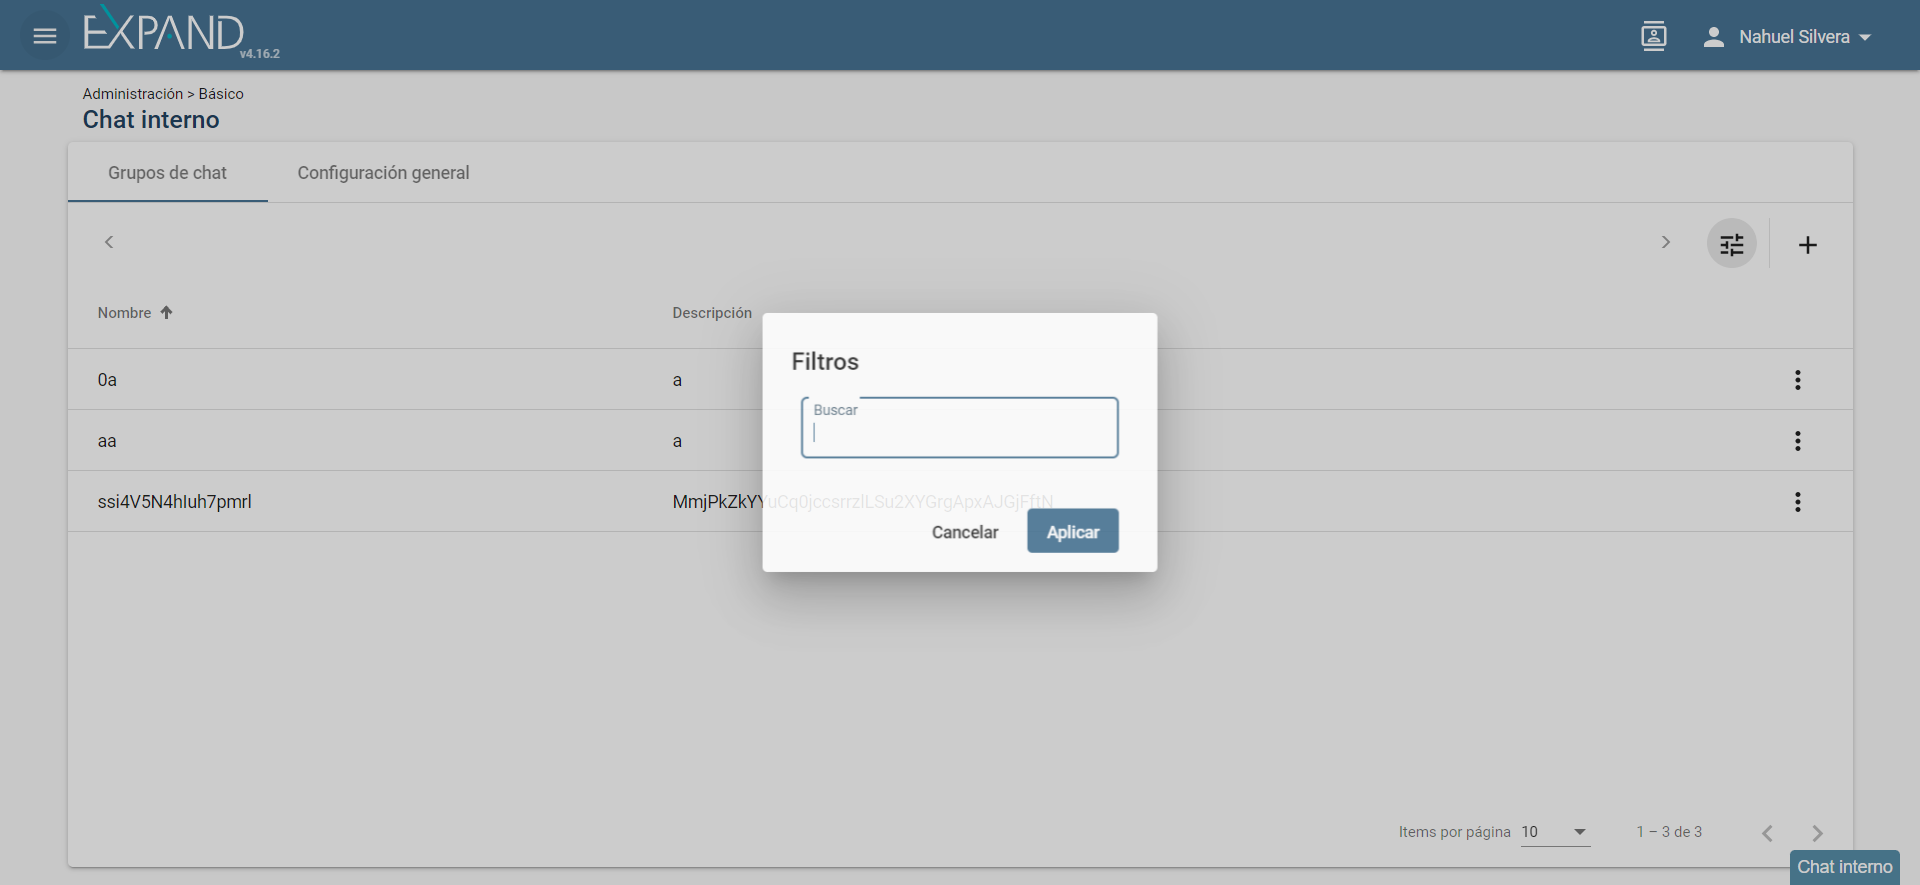 EXPAND
v4.16.2
Nahuel Silvera
Administración > Básico
Chat interno
Grupos de chat
Configuración general
Nombre
Descripción
Filtros
Buscar
0a
a
aa
a
ssi4V5N4hIuh7pmrl
MmjPkZkYYuCq0jccsrrzlLSu2XYGrgApxAJGjFftN
Cancelar
Aplicar
Items por página
10
1 – 3 de 3
Chat interno